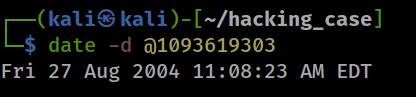 ┌──(kali㉿kali)-[~/hacking_case]
└─$ date -d @1093619303
Fri 27 Aug 2004 11:08:23 AM EDT